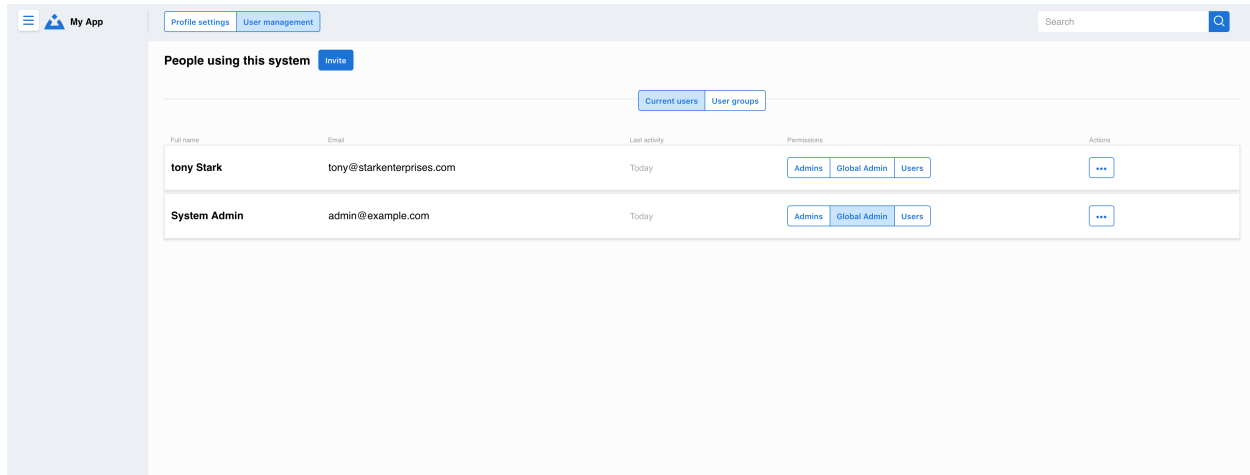 My App
Profile settings User management
Search
People using this system Invite
Current users User groups
Full name Email Last activity Permissions Actions
tony Stark tony@starkenterprises.com Today Admins Global Admin Users
System Admin admin@example.com Today Admins Global Admin Users